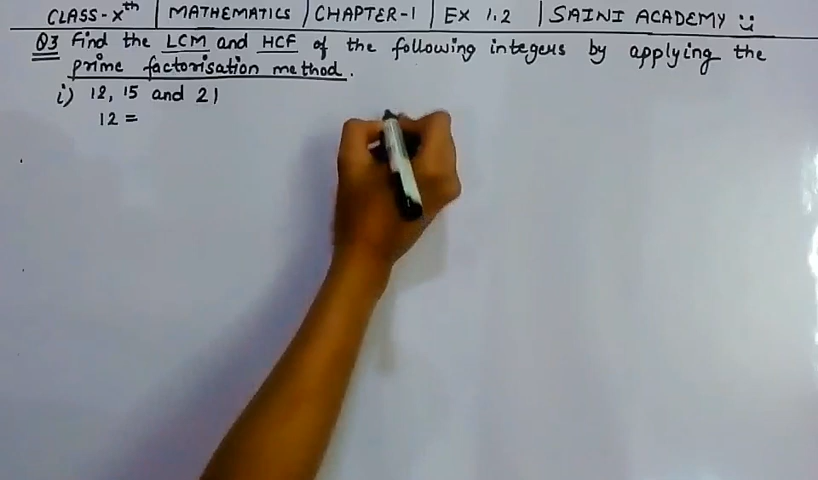 CLASS-Xth | MATHEMATICS | CHAPTER-1 | EX 1.2 | SAINI ACADEMY
Q3 Find the LCM and HCF of the following integers by applying the
prime factorisation method.
i) 12, 15 and 21
12 =